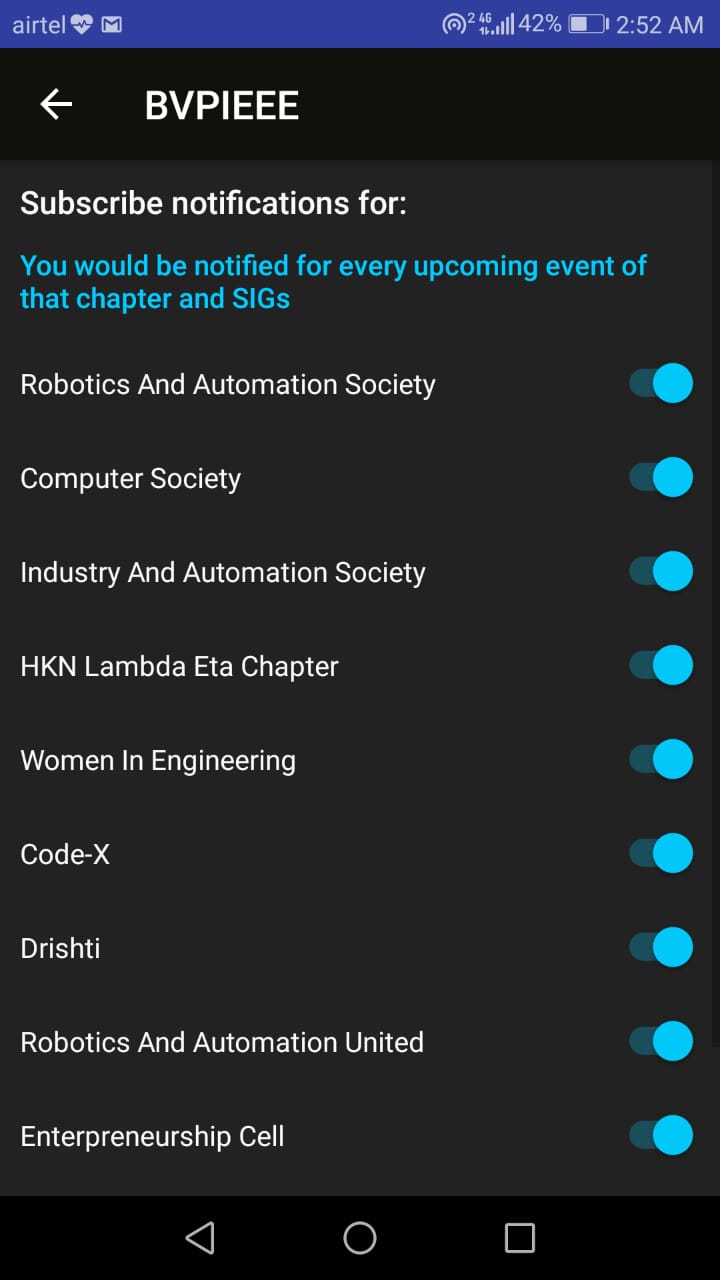 airtel 2 4G 42% 2:52 AM
BVPIEEE
Subscribe notifications for:
You would be notified for every upcoming event of
that chapter and SIGs
Robotics And Automation Society
Computer Society
Industry And Automation Society
HKN Lambda Eta Chapter
Women In Engineering
Code-X
Drishti
Robotics And Automation United
Enterpreneurship Cell